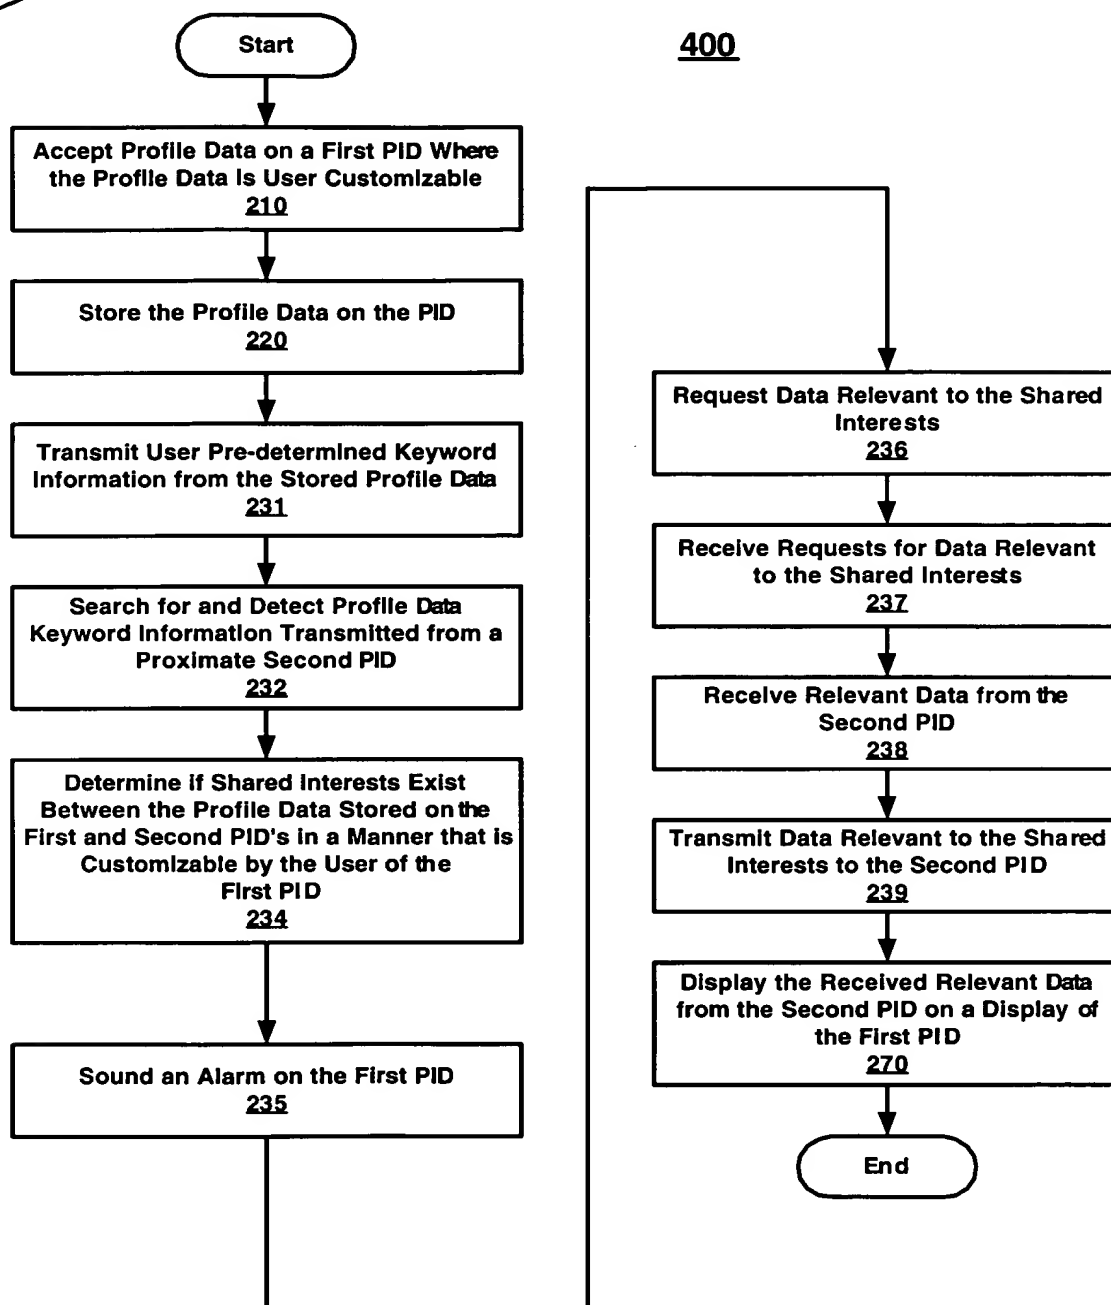 400
Start
Accept Profile Data on a First PID Where
the Profile Data is User Customizable
210
Store the Profile Data on the PID
220
Transmit User Pre-determined Keyword
Information from the Stored Profile Data
231
Search for and Detect Profile Data
Keyword Information Transmitted from a
Proximate Second PID
232
Determine if Shared Interests Exist
Between the Profile Data Stored on the
First and Second PID's in a Manner that is
Customizable by the User of the
First PID
234
Sound an Alarm on the First PID
235
Request Data Relevant to the Shared
Interests
236
Receive Requests for Data Relevant
to the Shared Interests
237
Receive Relevant Data from the
Second PID
238
Transmit Data Relevant to the Shared
Interests to the Second PID
239
Display the Received Relevant Data
from the Second PID on a Display of
the First PID
270
End